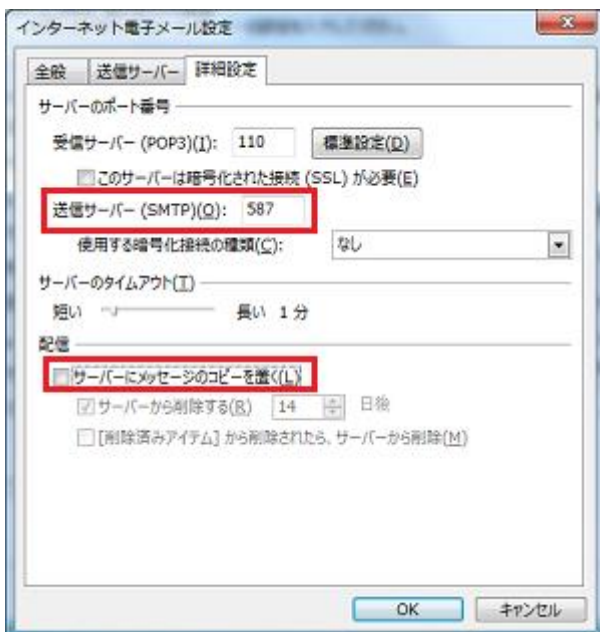 インターネット電子メール設定
全般 送信サーバー 詳細設定
サーバーのポート番号
受信サーバー (POP3)(I): 110 標準設定(D)
このサーバーは暗号化された接続 (SSL) が必要(E)
送信サーバー (SMTP)(O): 587
使用する暗号化接続の種類(C): なし
サーバーのタイムアウト(T)
短い 長い 1 分
配信
サーバーにメッセージのコピーを置く(L)
サーバーから削除する(R) 14 日後
[削除済みアイテム] から削除されたら、サーバーから削除(M)
OK キャンセル